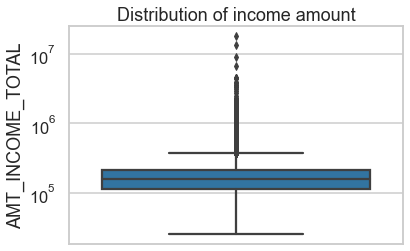 Distribution of income amount
AMT_INCOME_TOTAL
10^7
10^6
10^5